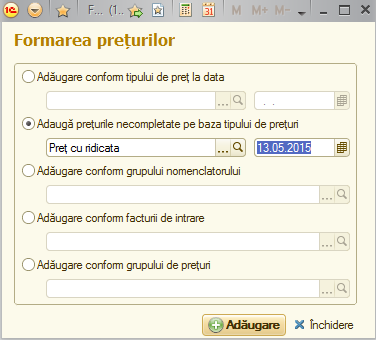 1C F... (1... M M+ M- 31
Formarea prețurilor
Adăugare conform tipului de preț la data
... . .
Adaugă prețurile necompletate pe baza tipului de prețuri
Preț cu ridicata ... 13.05.2015
Adăugare conform grupului nomenclatorului
...
Adăugare conform facturii de intrare
...
Adăugare conform grupului de prețuri
...
Adăugare Închidere